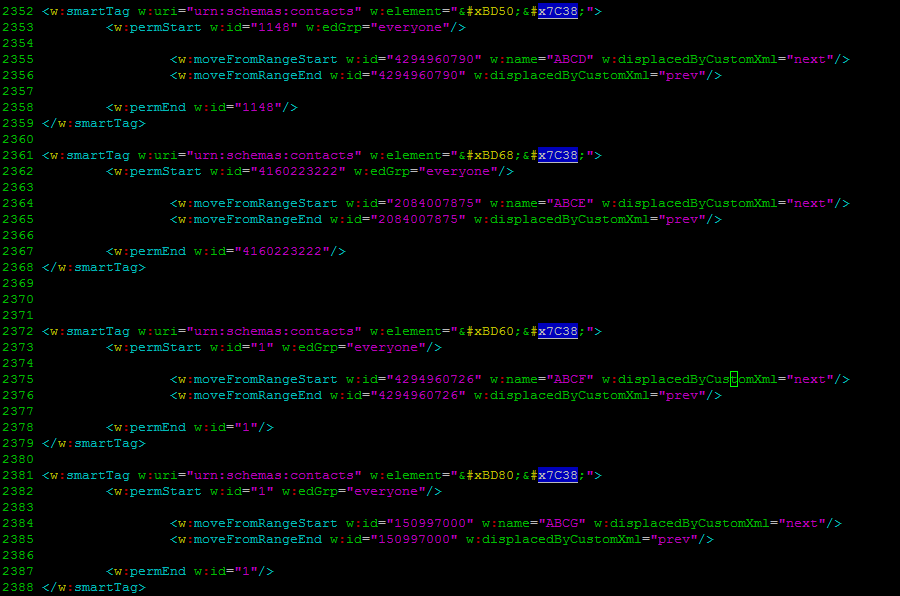 2352 <w:smartTag w:uri="urn:schemas:contacts" w:element="&#xBD50;&#x7C38;">
2353 <w:permStart w:id="1148" w:edGrp="everyone"/>
2354
2355 <w:moveFromRangeStart w:id="4294960790" w:name="ABCD" w:displacedByCustomXml="next"/>
2356 <w:moveFromRangeEnd w:id="4294960790" w:displacedByCustomXml="prev"/>
2357
2358 <w:permEnd w:id="1148"/>
2359 </w:smartTag>
2360
2361 <w:smartTag w:uri="urn:schemas:contacts" w:element="&#xBD68;&#x7C38;">
2362 <w:permStart w:id="4160223222" w:edGrp="everyone"/>
2363
2364 <w:moveFromRangeStart w:id="2084007875" w:name="ABCE" w:displacedByCustomXml="next"/>
2365 <w:moveFromRangeEnd w:id="2084007875" w:displacedByCustomXml="prev"/>
2366
2367 <w:permEnd w:id="4160223222"/>
2368 </w:smartTag>
2369
2370
2371
2372 <w:smartTag w:uri="urn:schemas:contacts" w:element="&#xBD60;&#x7C38;">
2373 <w:permStart w:id="1" w:edGrp="everyone"/>
2374
2375 <w:moveFromRangeStart w:id="4294960726" w:name="ABCF" w:displacedByCustomXml="next"/>
2376 <w:moveFromRangeEnd w:id="4294960726" w:displacedByCustomXml="prev"/>
2377
2378 <w:permEnd w:id="1"/>
2379 </w:smartTag>
2380
2381 <w:smartTag w:uri="urn:schemas:contacts" w:element="&#xBD80;&#x7C38;">
2382 <w:permStart w:id="1" w:edGrp="everyone"/>
2383
2384 <w:moveFromRangeStart w:id="150997000" w:name="ABCG" w:displacedByCustomXml="next"/>
2385 <w:moveFromRangeEnd w:id="150997000" w:displacedByCustomXml="prev"/>
2386
2387 <w:permEnd w:id="1"/>
2388 </w:smartTag>